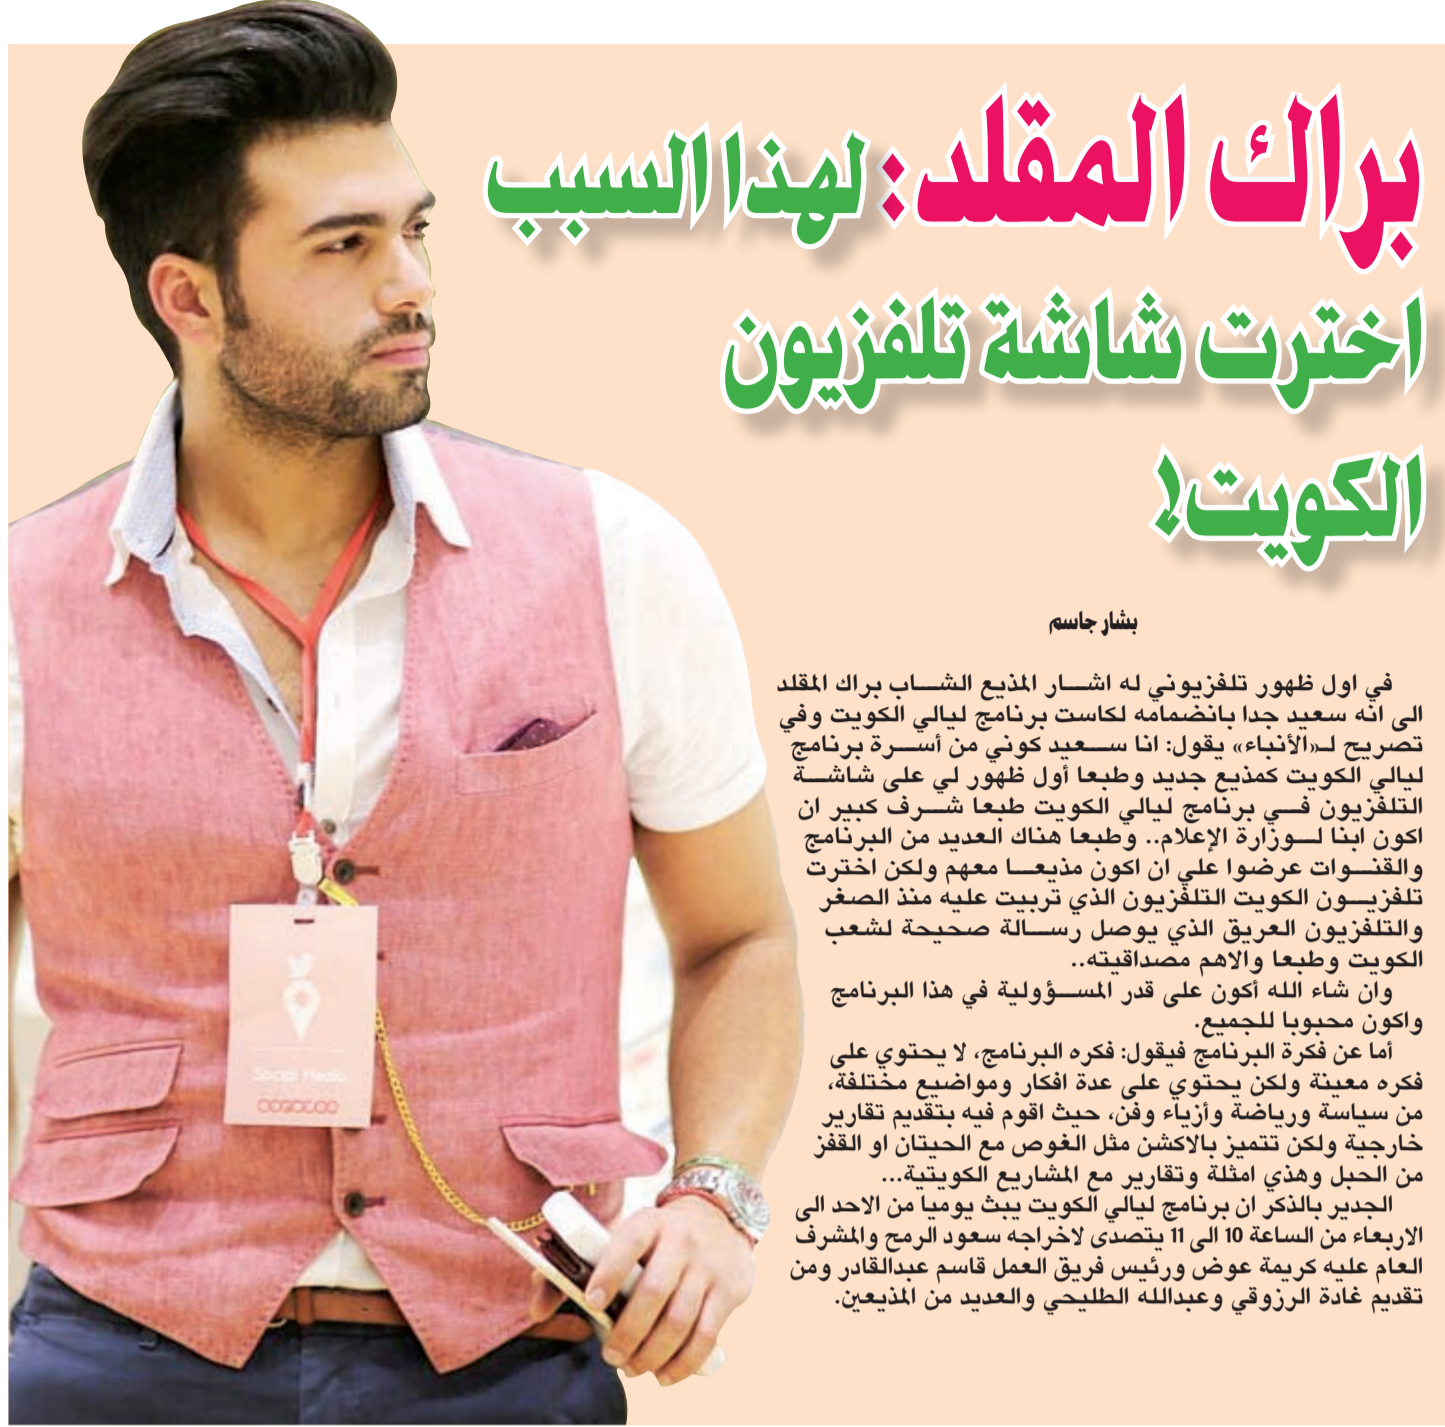 براك المقلد: لهذا السبب
اخترت شاشة تلفزيون
الكويت!
بشار جاسم
في اول ظهور تلفزيوني له اشار المذيع الشاب براك المقلد
الى انه سعيد جدا بانضمامه لكاست برنامج ليالي الكويت وفي
تصريح لـ«الأنباء» يقول: انا سعيد كوني من أسرة برنامج
ليالي الكويت كمذيع جديد وطبعا أول ظهور لي على شاشة
التلفزيون في برنامج ليالي الكويت طبعا شرف كبير ان
اكون ابنا لوزارة الإعلام.. وطبعا هناك العديد من البرنامج
والقنوات عرضوا علي ان اكون مذيعا معهم ولكن اخترت
تلفزيون الكويت التلفزيون الذي تربيت عليه منذ الصغر
والتلفزيون العريق الذي يوصل رسالة صحيحة لشعب
الكويت وطبعا والاهم مصداقيته..
وان شاء الله أكون على قدر المسؤولية في هذا البرنامج
واكون محبوبا للجميع.
أما عن فكرة البرنامج فيقول: فكره البرنامج، لا يحتوي على
فكره معينة ولكن يحتوي على عدة افكار ومواضيع مختلفة،
من سياسة ورياضة وأزياء وفن، حيث اقوم فيه بتقديم تقارير
خارجية ولكن تتميز بالاكشن مثل الغوص مع الحيتان او القفز
من الحبل وهذي امثلة وتقارير مع المشاريع الكويتية...
الجدير بالذكر ان برنامج ليالي الكويت يبث يوميا من الاحد الى
الاربعاء من الساعة 10 الى 11 يتصدى لاخراجه سعود الرمح والمشرف
العام عليه كريمة عوض ورئيس فريق العمل قاسم عبدالقادر ومن
تقديم غادة الرزوقي وعبدالله الطليحي والعديد من المذيعين.
Social Media
ooredoo